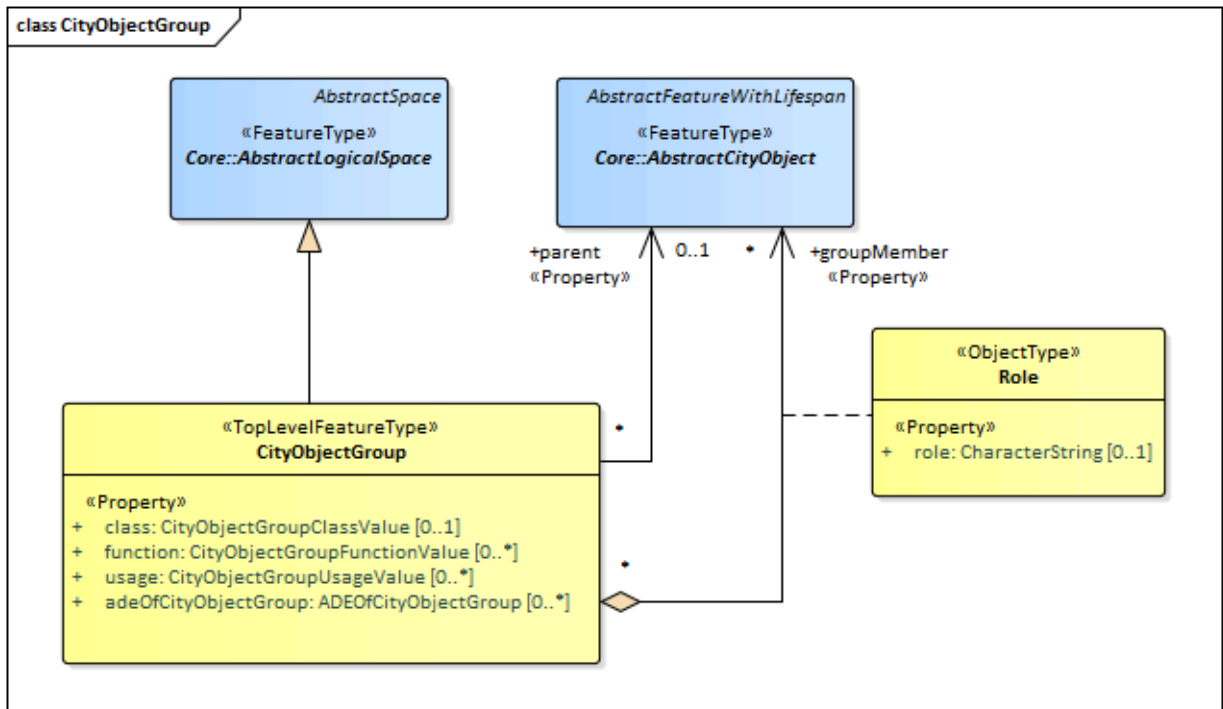 class CityObjectGroup
AbstractSpace
«FeatureType»
Core::AbstractLogicalSpace
AbstractFeatureWithLifespan
«FeatureType»
Core::AbstractCityObject
+parent
«Property»
0..1
*
+groupMember
«Property»
«ObjectType»
Role
«Property»
+ role: CharacterString [0..1]
«TopLevelFeatureType»
CityObjectGroup
«Property»
+ class: CityObjectGroupClassValue [0..1]
+ function: CityObjectGroupFunctionValue [0..*]
+ usage: CityObjectGroupUsageValue [0..*]
+ adeOfCityObjectGroup: ADEOfCityObjectGroup [0..*]
*
*